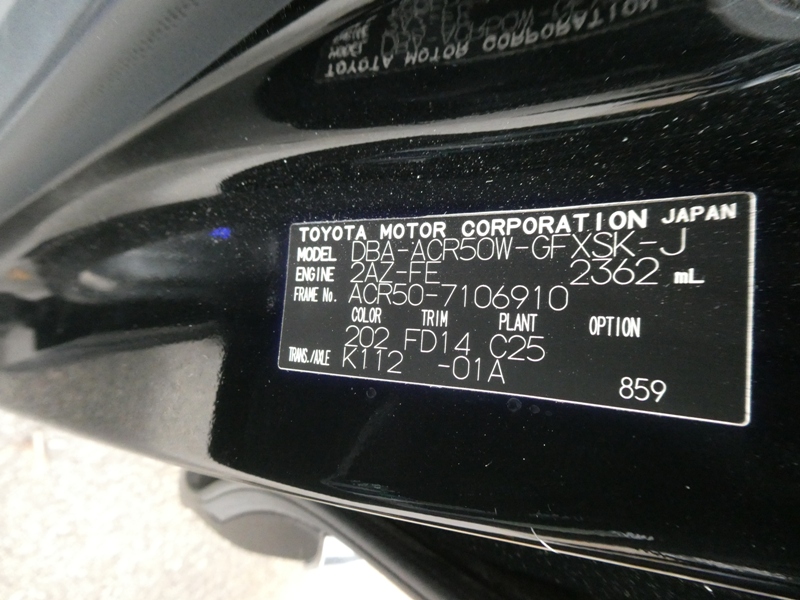 TOYOTA MOTOR CORPORATION JAPAN
MODEL DBA-ACR50W-GFXSK-J
ENGINE 2AZ-FE 2362 mL
FRAME No. ACR50-7106910
COLOR TRIM PLANT OPTION
202 FD14 C25
TRANS./AXLE K112 -01A
859